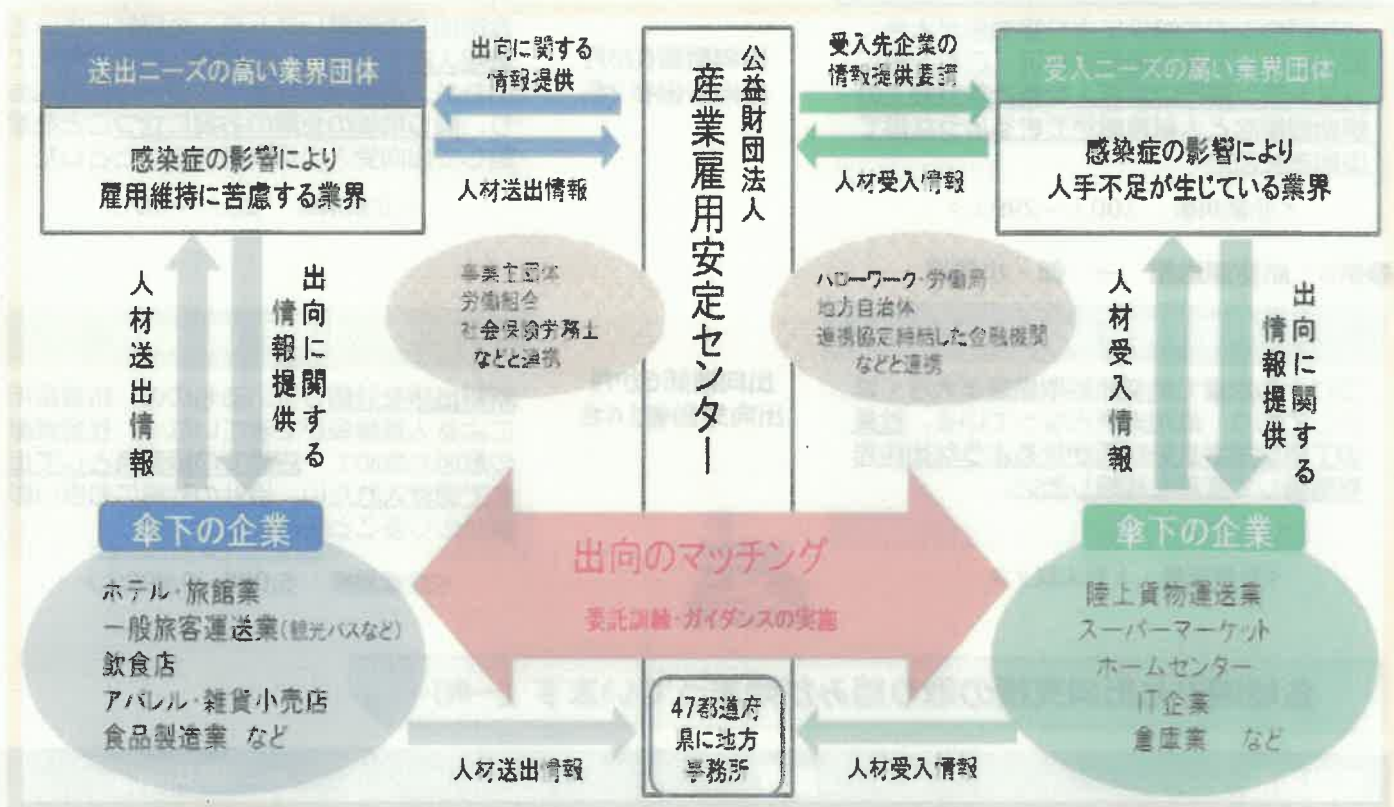 送出ニーズの高い業界団体
感染症の影響により
雇用維持に苦慮する業界
出向に関する
情報提供
人材送出情報
公益財団法人
産業雇用安定センター
受入先企業の
情報提供要請
人材受入情報
受入ニーズの高い業界団体
感染症の影響により
人手不足が生じている業界
人材送出情報
出向に関する
情報提供
事業主団体
労働組合
社会保険労務士
などと連携
ハローワーク・労働局
地方自治体
連携協定締結した金融機関
などと連携
人材受入情報
出向に関する
情報提供
傘下の企業
ホテル・旅館業
一般旅客運送業(観光バスなど)
飲食店
アパレル・雑貨小売店
食品製造業 など
出向のマッチング
委託訓練・ガイダンスの実施
傘下の企業
陸上貨物運送業
スーパーマーケット
ホームセンター
IT企業
倉庫業 など
人材送出情報
47都道府
県に地方
事務所
人材受入情報